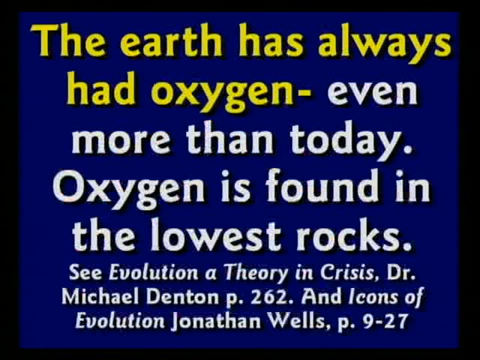 The earth has always
had oxygen- even
more than today.
Oxygen is found in
the lowest rocks.
See Evolution a Theory in Crisis, Dr.
Michael Denton p. 262. And Icons of
Evolution Jonathan Wells, p. 9-27